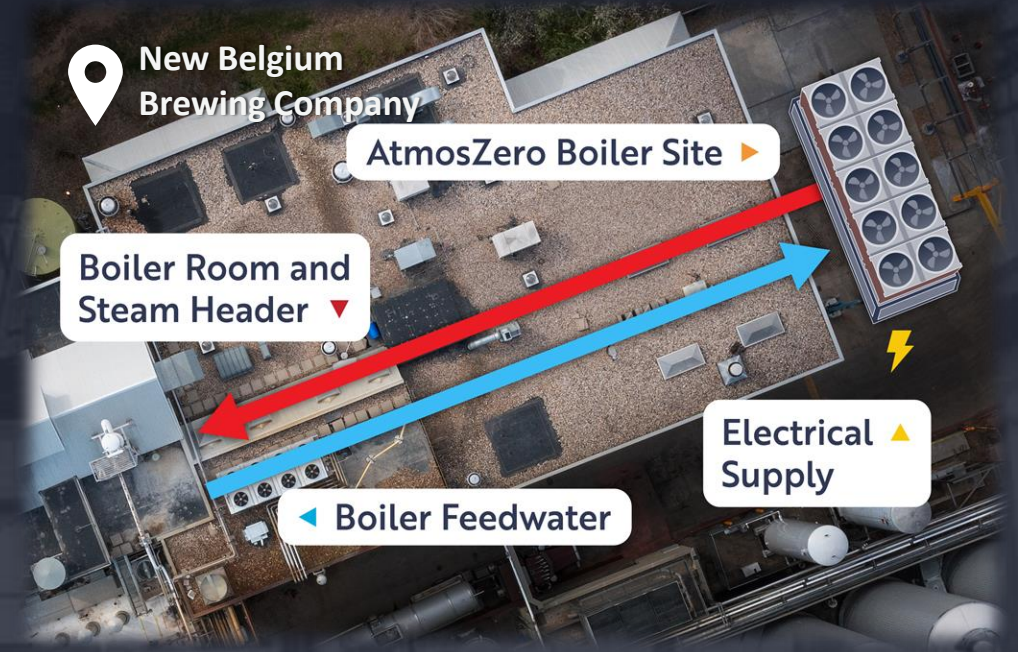 New Belgium
Brewing Company
AtmosZero Boiler Site
Boiler Room and
Steam Header
Boiler Feedwater
Electrical
Supply